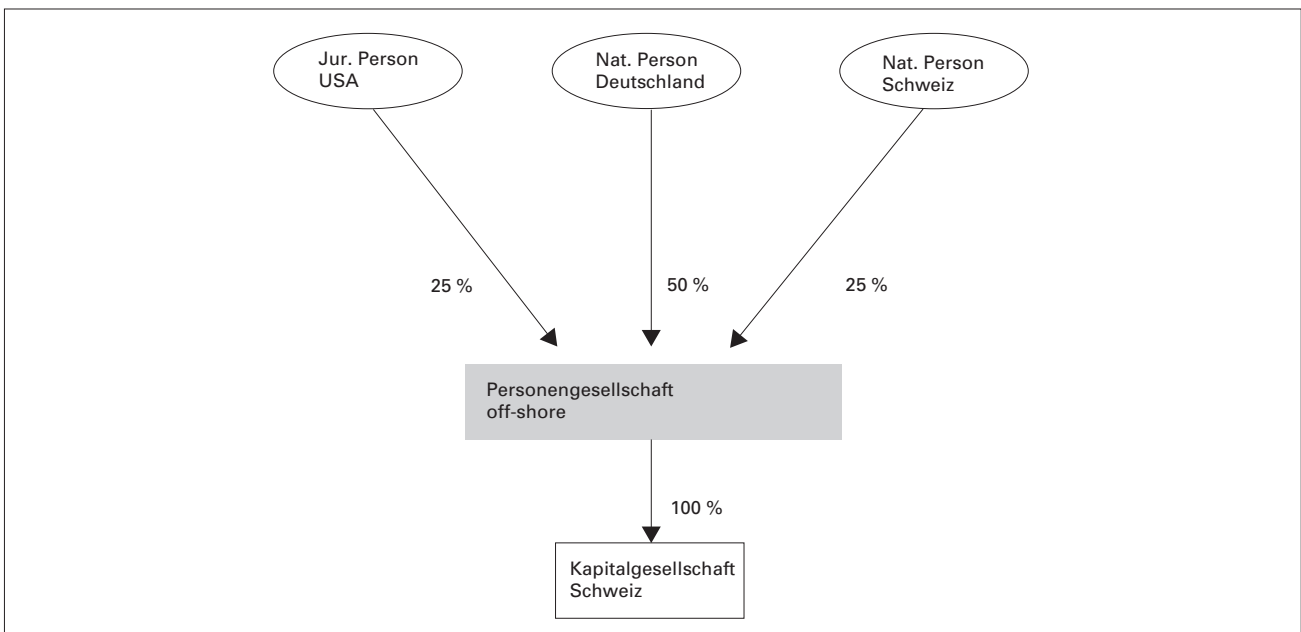 Jur. Person
USA
Nat. Person
Deutschland
Nat. Person
Schweiz
25 %
50 %
25 %
Personengesellschaft
off-shore
100 %
Kapitalgesellschaft
Schweiz